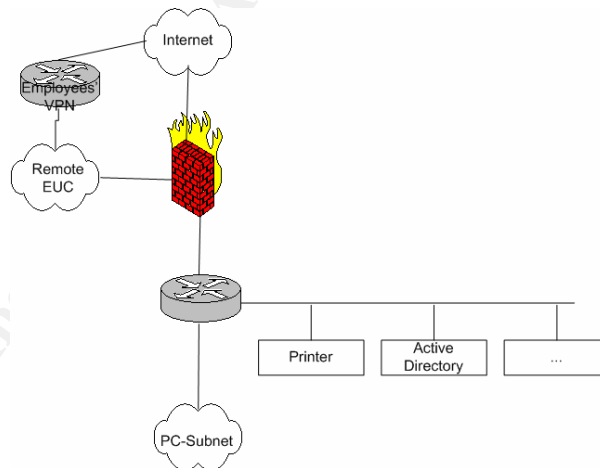 Internet
Employees'
VPN
Remote
EUC
Printer
Active
Directory
...
PC-Subnet